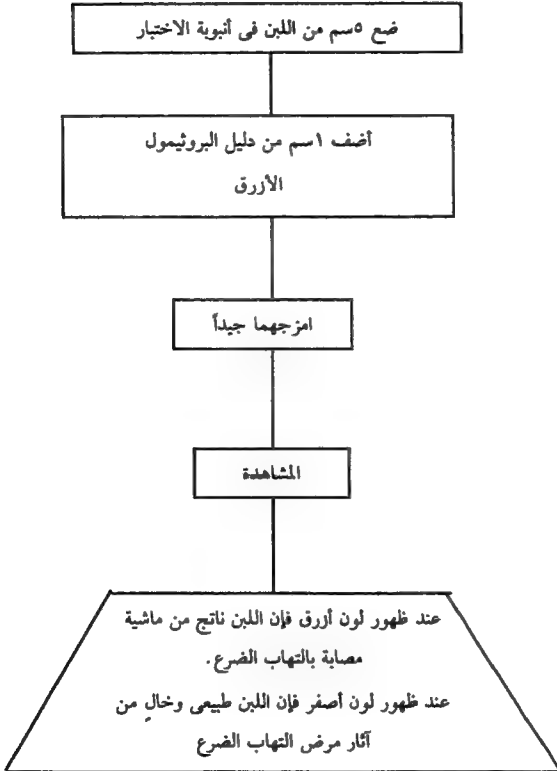 ضع ٥سم من اللبن فى أنبوبة الاختبار
أضف ١سم من دليل البروثيمول
الأزرق
امزجهما جيداً
المشاهدة
عند ظهور لون أزرق فإن اللبن ناتج من ماشية
مصابة بالتهاب الضرع.
عند ظهور لون أصفر فإن اللبن طبيعى وخالٍ من
آثار مرض التهاب الضرع